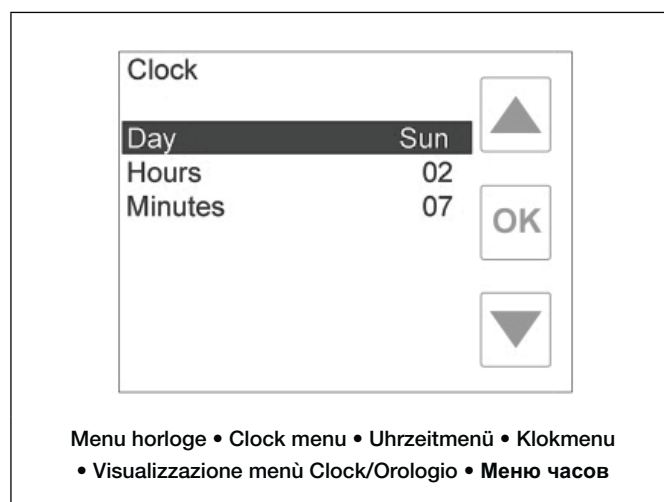 Clock
Day Sun
Hours 02
Minutes 07
OK
Menu horloge • Clock menu • Uhrzeitmenü • Klokmenu
• Visualizzazione menù Clock/Orologio • Меню часов